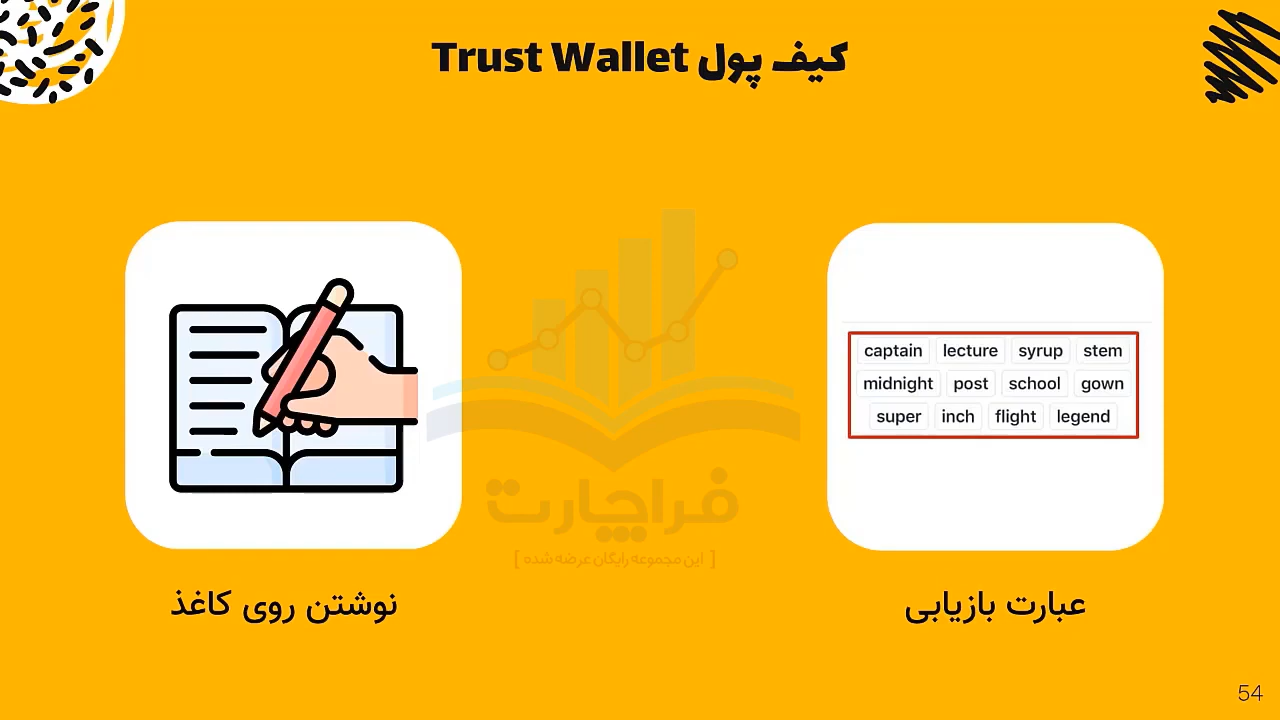 کیف پول Trust Wallet
captain lecture syrup stem
midnight post school gown
super inch flight legend
عبارت بازیابی
نوشتن روی کاغذ
فراچارت
[ این مجموعه رایگان عرضه شده ]
54